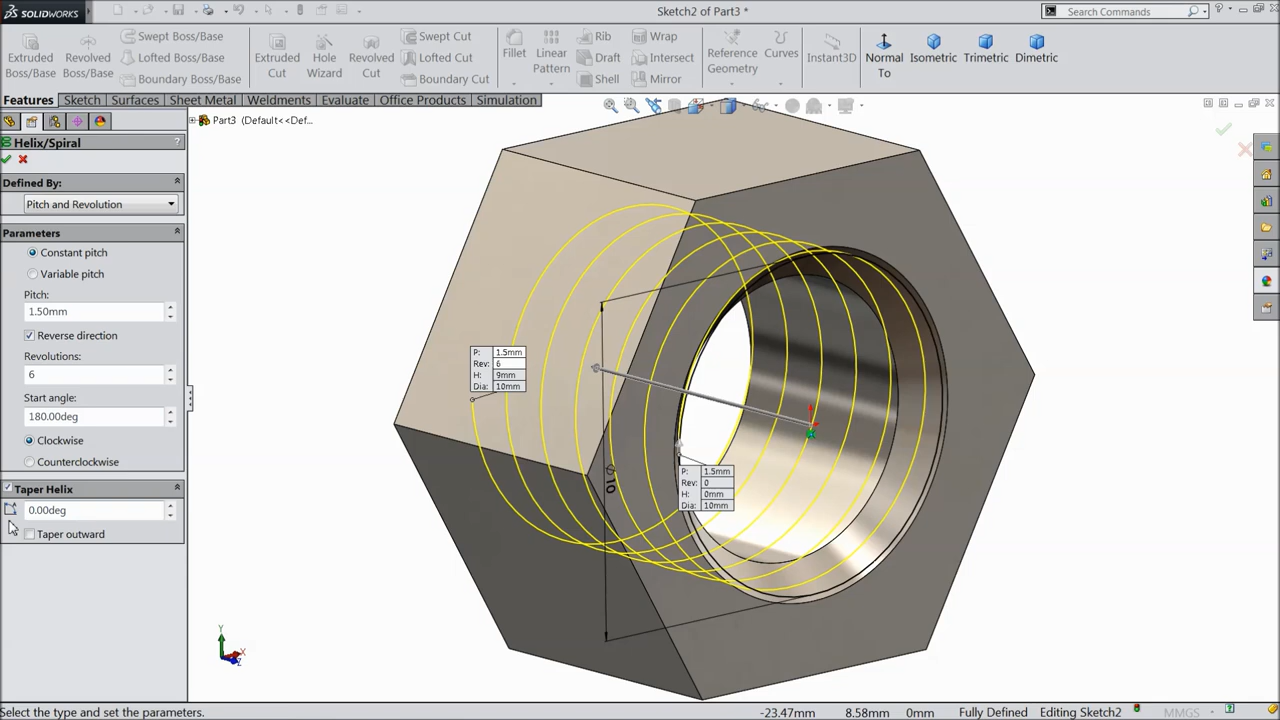 SOLIDWORKS
Sketch2 of Part3 *
Search Commands
Extruded Boss/Base
Revolved Boss/Base
Swept Boss/Base
Lofted Boss/Base
Boundary Boss/Base
Extruded Cut
Hole Wizard
Revolved Cut
Swept Cut
Lofted Cut
Boundary Cut
Fillet
Linear Pattern
Rib
Draft
Shell
Wrap
Intersect
Mirror
Reference Geometry
Curves
Instant3D
Normal To
Isometric
Trimetric
Dimetric
Features
Sketch
Surfaces
Sheet Metal
Weldments
Evaluate
Office Products
Simulation
Part3 (Default<<Def...
Helix/Spiral
?
Defined By:
Pitch and Revolution
Parameters
Constant pitch
Variable pitch
Pitch:
1.50mm
Reverse direction
Revolutions:
6
Start angle:
180.00deg
Clockwise
Counterclockwise
Taper Helix
0.00deg
Taper outward
P: 1.5mm
Rev: 6
H: 9mm
Dia: 10mm
∅10
P: 1.5mm
Rev: 0
H: 0mm
Dia: 10mm
Y
X
Z
Select the type and set the parameters.
-23.47mm
8.58mm
0mm
Fully Defined
Editing Sketch2
MMGS